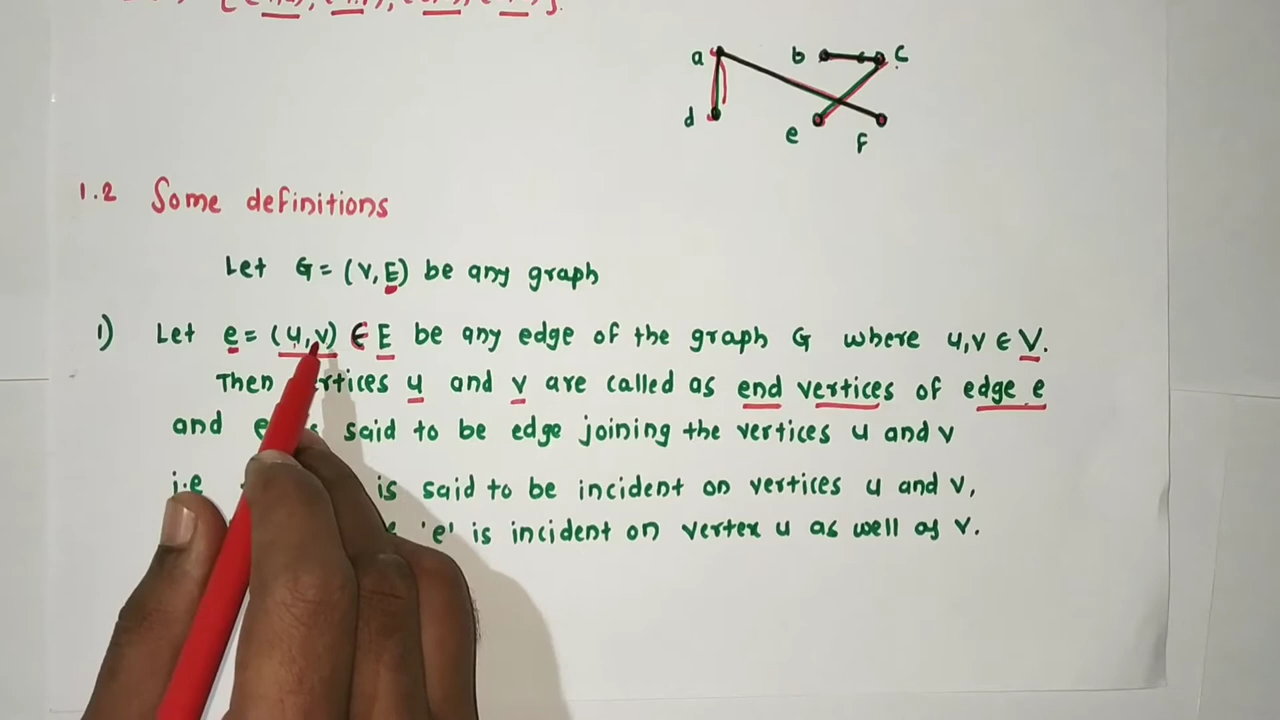 a b c
d e f
1.2 Some definitions
Let G = (V, E) be any graph
1) Let e = (u, v) ∈ E be any edge of the graph G where u, v ∈ V.
Then vertices u and v are called as end vertices of edge e
and e is said to be edge joining the vertices u and v
i.e is said to be incident on vertices u and v,
'e' is incident on vertex u as well as v.